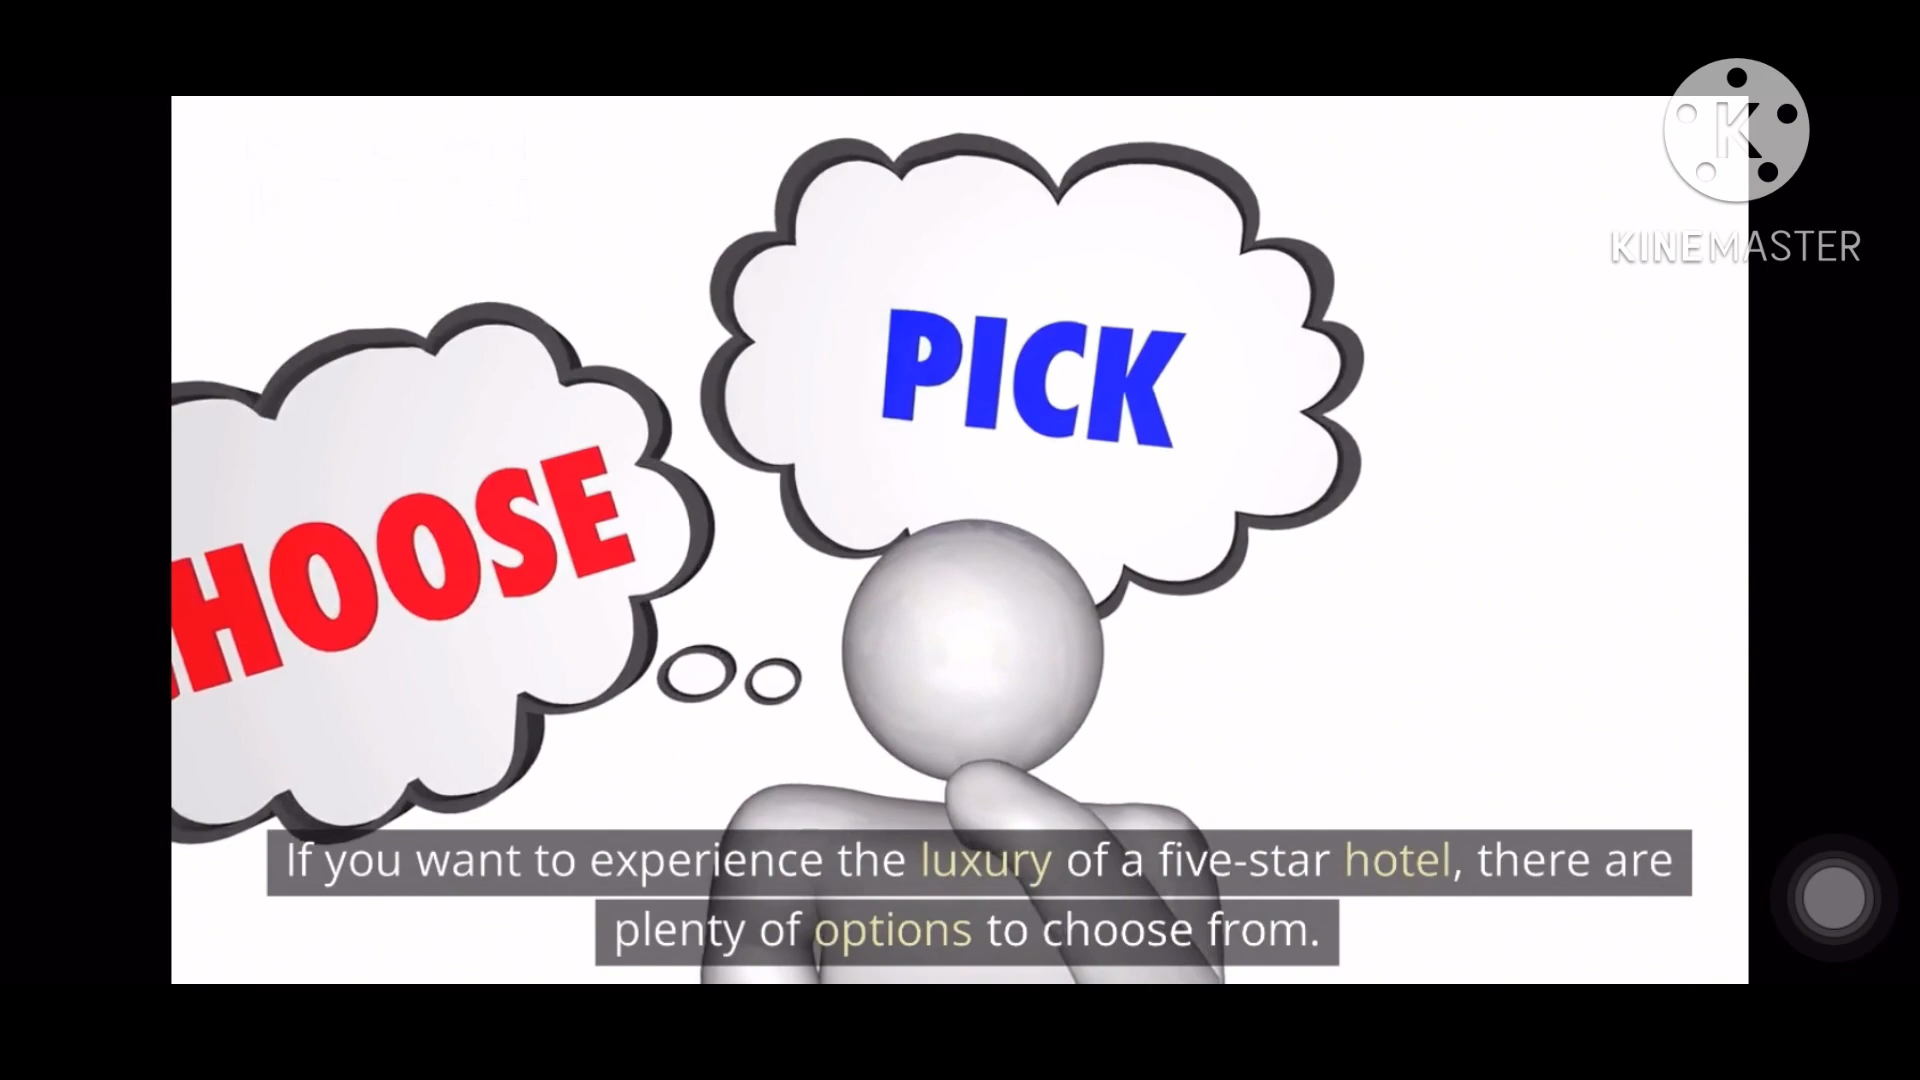 K
KINEMASTER
PICK
HOOSE
If you want to experience the luxury of a five-star hotel, there are
plenty of options to choose from.